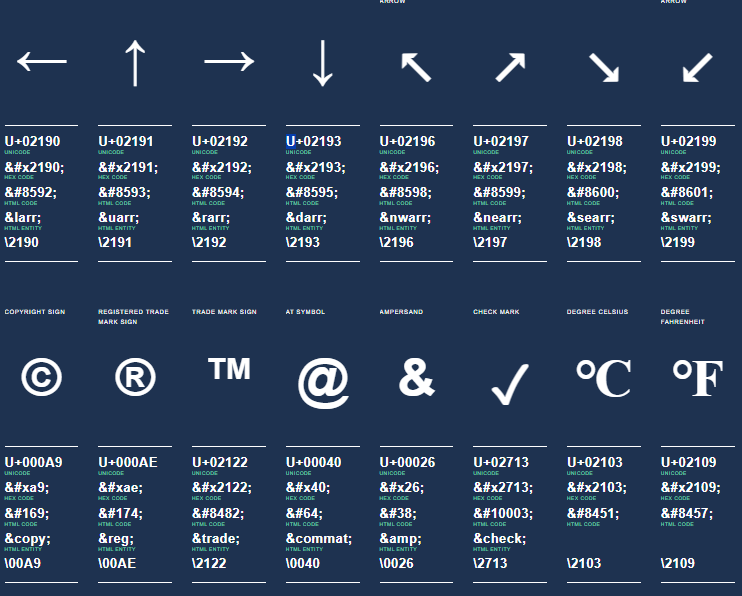 ARROW ARROW
← ↑ → ↓ ↖ ↗ ↘ ↙
U+02190 U+02191 U+02192 U+02193 U+02196 U+02197 U+02198 U+02199
UNICODE UNICODE UNICODE UNICODE UNICODE UNICODE UNICODE UNICODE
&#x2190; &#x2191; &#x2192; &#x2193; &#x2196; &#x2197; &#x2198; &#x2199;
HEX CODE HEX CODE HEX CODE HEX CODE HEX CODE HEX CODE HEX CODE HEX CODE
&#8592; &#8593; &#8594; &#8595; &#8598; &#8599; &#8600; &#8601;
HTML CODE HTML CODE HTML CODE HTML CODE HTML CODE HTML CODE HTML CODE HTML CODE
&larr; &uarr; &rarr; &darr; &nwarr; &nearr; &searr; &swarr;
HTML ENTITY HTML ENTITY HTML ENTITY HTML ENTITY HTML ENTITY HTML ENTITY HTML ENTITY HTML ENTITY
\2190 \2191 \2192 \2193 \2196 \2197 \2198 \2199
COPYRIGHT SIGN REGISTERED TRADE TRADE MARK SIGN AT SYMBOL AMPERSAND CHECK MARK DEGREE CELSIUS DEGREE
MARK SIGN FAHRENHEIT
© ® ™ @ & ✓ ℃ ℉
U+000A9 U+000AE U+02122 U+00040 U+00026 U+02713 U+02103 U+02109
UNICODE UNICODE UNICODE UNICODE UNICODE UNICODE UNICODE UNICODE
&#xa9; &#xae; &#x2122; &#x40; &#x26; &#x2713; &#x2103; &#x2109;
HEX CODE HEX CODE HEX CODE HEX CODE HEX CODE HEX CODE HEX CODE HEX CODE
&#169; &#174; &#8482; &#64; &#38; &#10003; &#8451; &#8457;
HTML CODE HTML CODE HTML CODE HTML CODE HTML CODE HTML CODE HTML CODE HTML CODE
&copy; &reg; &trade; &commat; &amp; &check;
HTML ENTITY HTML ENTITY HTML ENTITY HTML ENTITY HTML ENTITY HTML ENTITY
\00A9 \00AE \2122 \0040 \0026 \2713 \2103 \2109